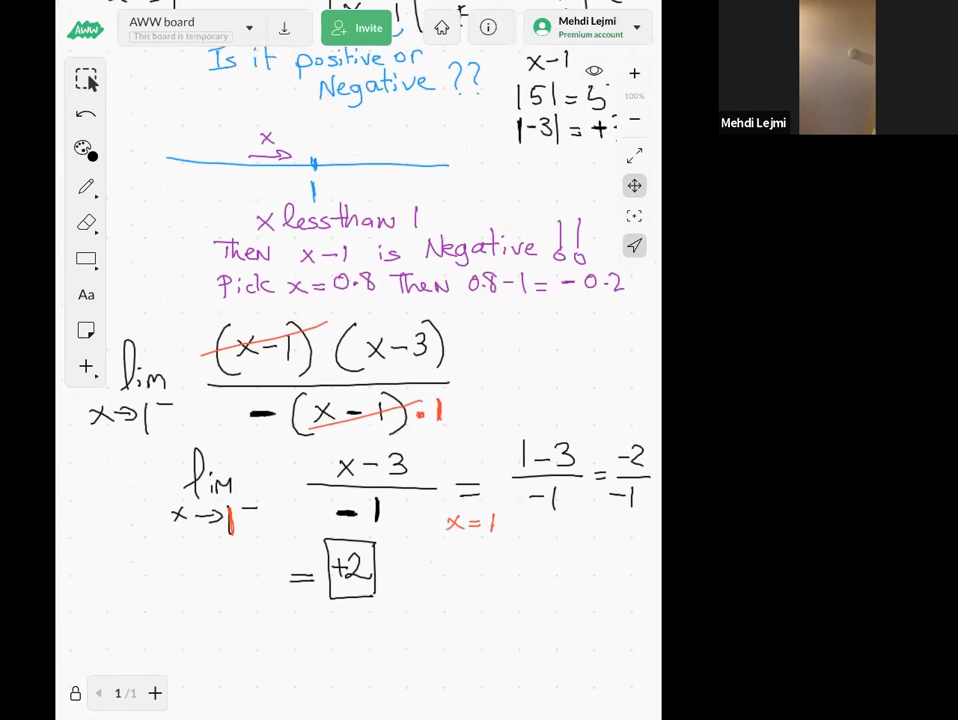 AWW board
This board is temporary
Invite
Mehdi Lejmi
Premium account
AWW
Is it positive or
Negative ??
x-1
|5| = 5
|-3| = +
100%
Mehdi Lejmi
x
1
x less than 1
Then x-1 is Negative !!
Pick x = 0.8 Then 0.8-1 = -0.2
Aa
lim x→1⁻ (x-1) (x-3) / -(x-1)·1
lim x→1⁻ x-3 / -1 = x=1 1-3 / -1 = -2 / -1
= +2
1 / 1